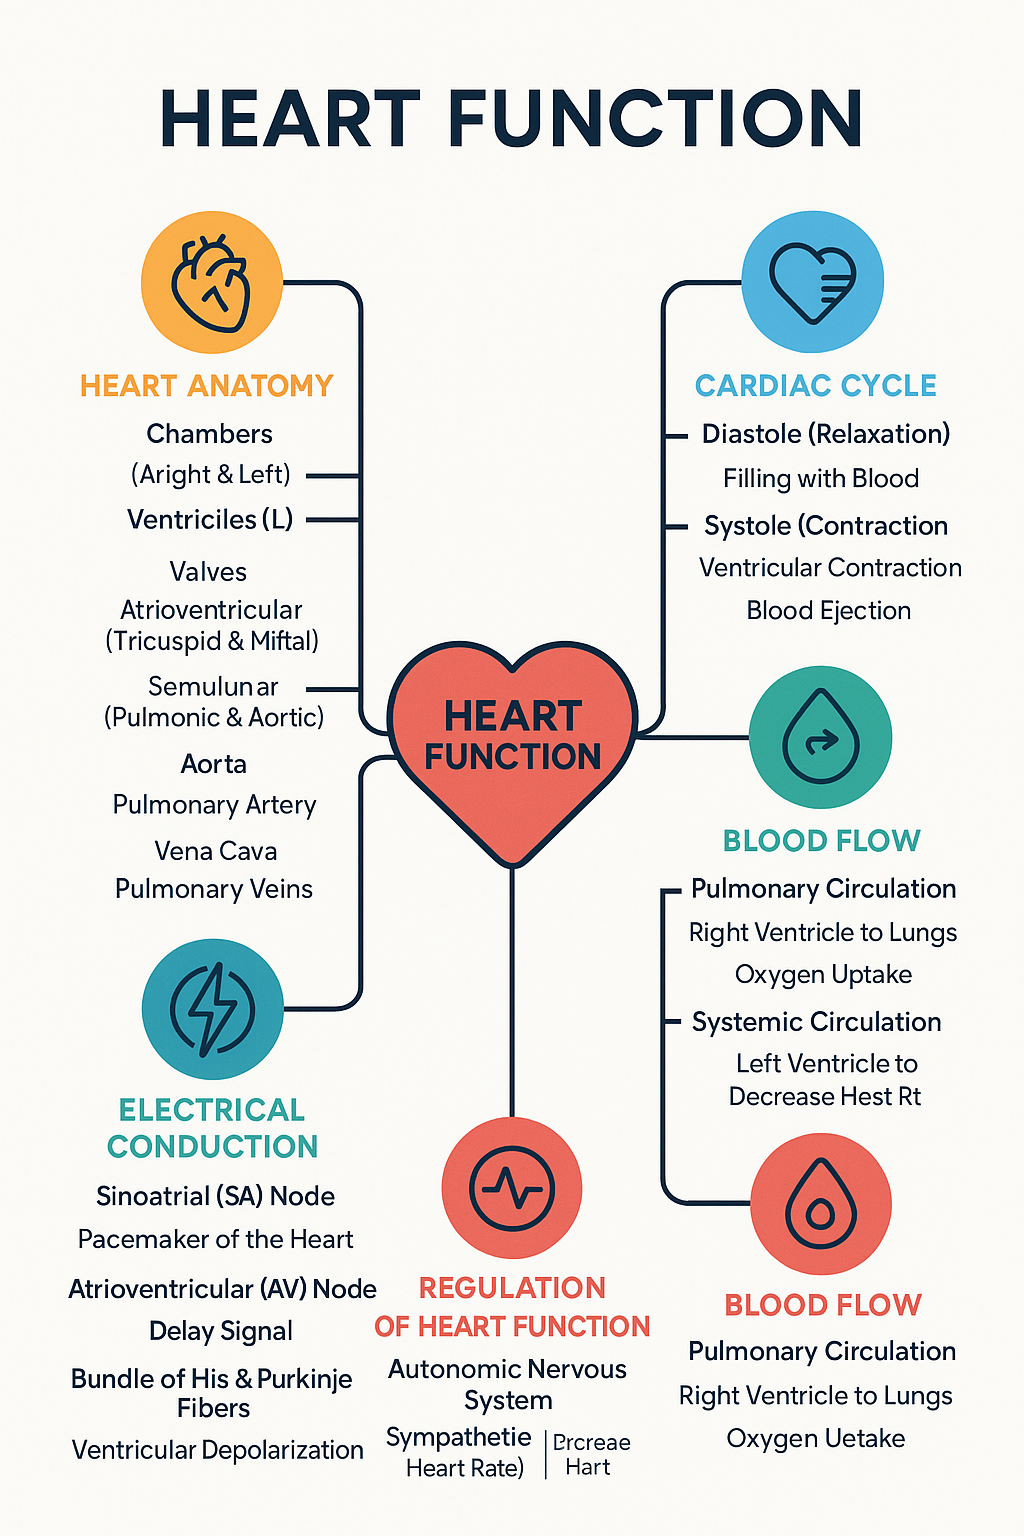 HEART FUNCTION
HEART ANATOMY
Chambers
(Aright & Left)
Ventriciles (L)
Valves
Atrioventricular
(Tricuspid & Miftal)
Semulunar
(Pulmonic & Aortic)
Aorta
Pulmonary Artery
Vena Cava
Pulmonary Veins
ELECTRICAL
CONDUCTION
Sinoatrial (SA) Node
Pacemaker of the Heart
Atrioventricular (AV) Node
Delay Signal
Bundle of His & Purkinje
Fibers
Ventricular Depolarization
HEART
FUNCTION
REGULATION
OF HEART FUNCTION
Autonomic Nervous
System
Sympathetie
Heart Rate)
Drcreae
Hart
CARDIAC CYCLE
Diastole (Relaxation)
Filling with Blood
Systole (Contraction
Ventricular Contraction
Blood Ejection
BLOOD FLOW
Pulmonary Circulation
Right Ventricle to Lungs
Oxygen Uptake
Systemic Circulation
Left Ventricle to
Decrease Hest Rt
BLOOD FLOW
Pulmonary Circulation
Right Ventricle to Lungs
Oxygen Uetake